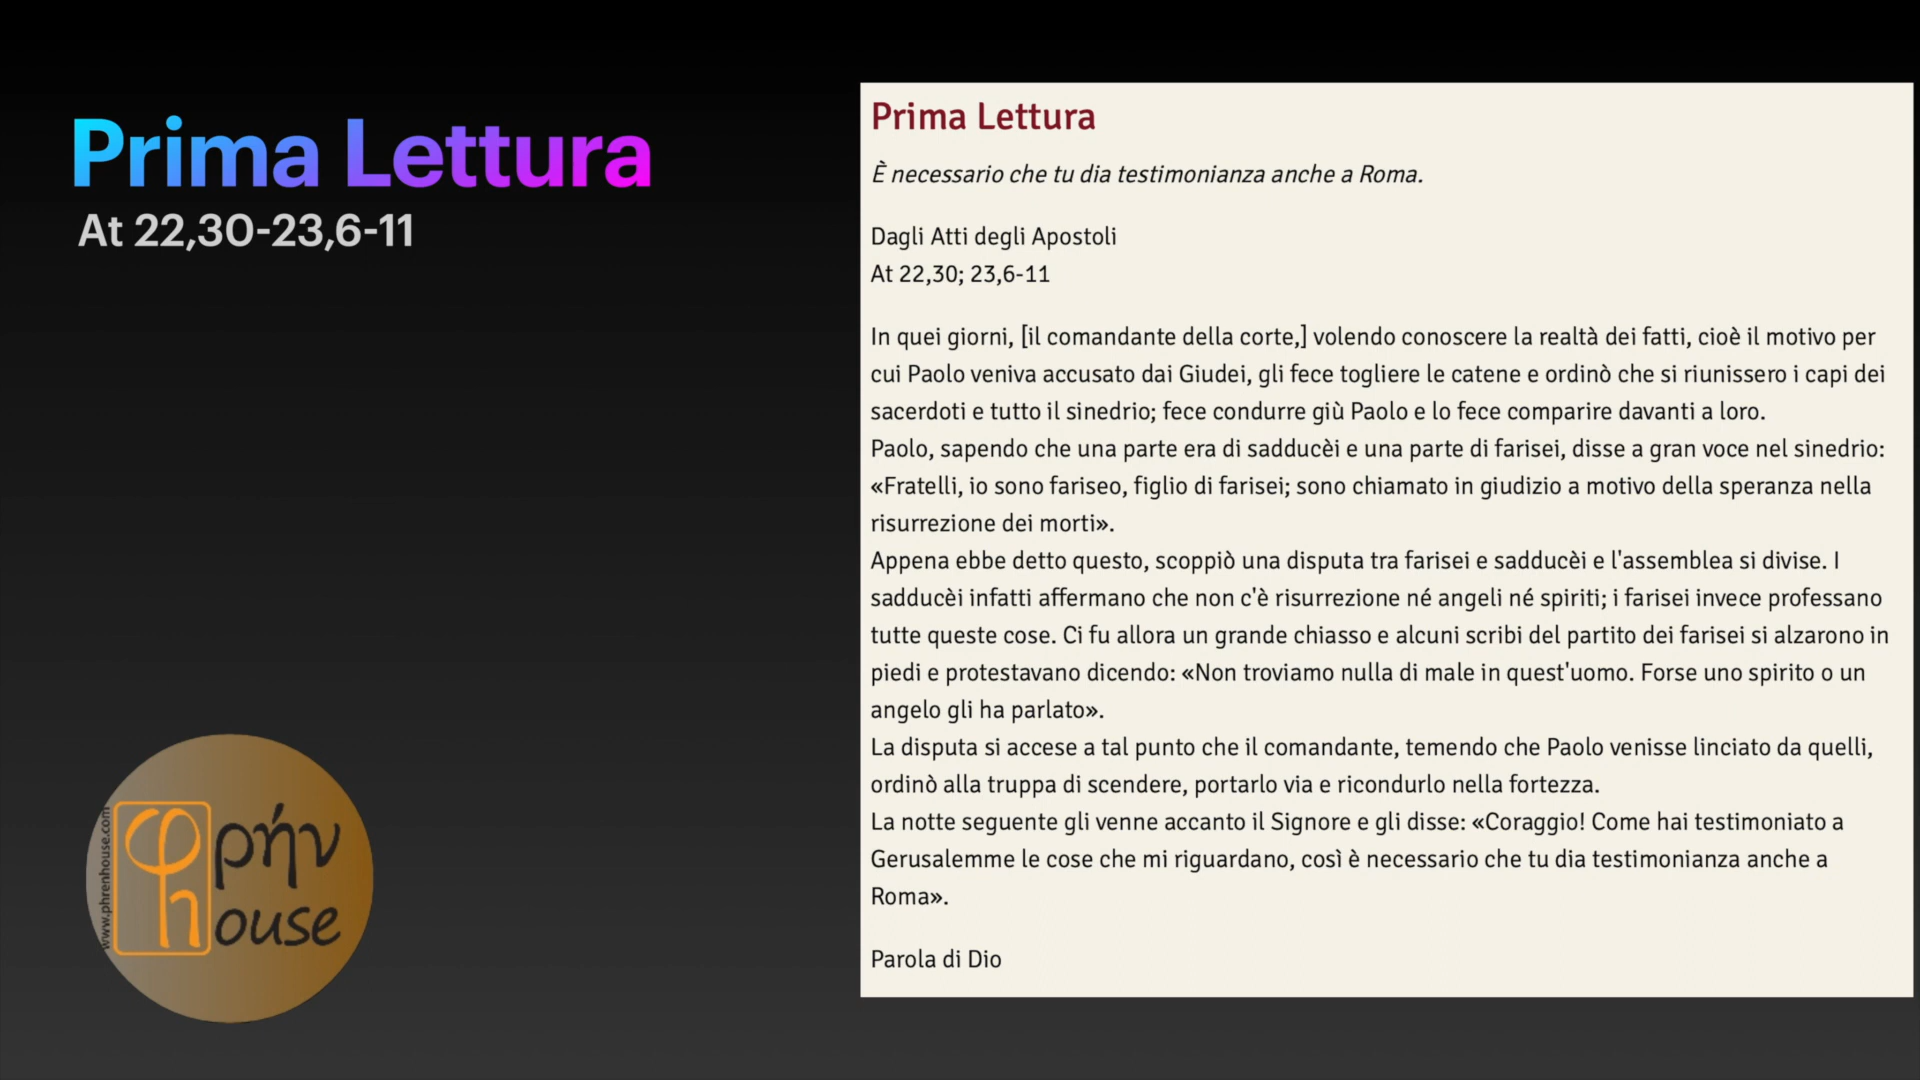 Prima Lettura
At 22,30-23,6-11
Prima Lettura
È necessario che tu dia testimonianza anche a Roma.
Dagli Atti degli Apostoli
At 22,30; 23,6-11
In quei giorni, [il comandante della corte,] volendo conoscere la realtà dei fatti, cioè il motivo per
cui Paolo veniva accusato dai Giudei, gli fece togliere le catene e ordinò che si riunissero i capi dei
sacerdoti e tutto il sinedrio; fece condurre giù Paolo e lo fece comparire davanti a loro.
Paolo, sapendo che una parte era di sadducèi e una parte di farisei, disse a gran voce nel sinedrio:
«Fratelli, io sono fariseo, figlio di farisei; sono chiamato in giudizio a motivo della speranza nella
risurrezione dei morti».
Appena ebbe detto questo, scoppiò una disputa tra farisei e sadducèi e l'assemblea si divise. I
sadducèi infatti affermano che non c'è risurrezione né angeli né spiriti; i farisei invece professano
tutte queste cose. Ci fu allora un grande chiasso e alcuni scribi del partito dei farisei si alzarono in
piedi e protestavano dicendo: «Non troviamo nulla di male in quest'uomo. Forse uno spirito o un
angelo gli ha parlato».
La disputa si accese a tal punto che il comandante, temendo che Paolo venisse linciato da quelli,
ordinò alla truppa di scendere, portarlo via e ricondurlo nella fortezza.
La notte seguente gli venne accanto il Signore e gli disse: «Coraggio! Come hai testimoniato a
Gerusalemme le cose che mi riguardano, così è necessario che tu dia testimonianza anche a
Roma».
Parola di Dio
www.phrenhouse.com
φρήν
house